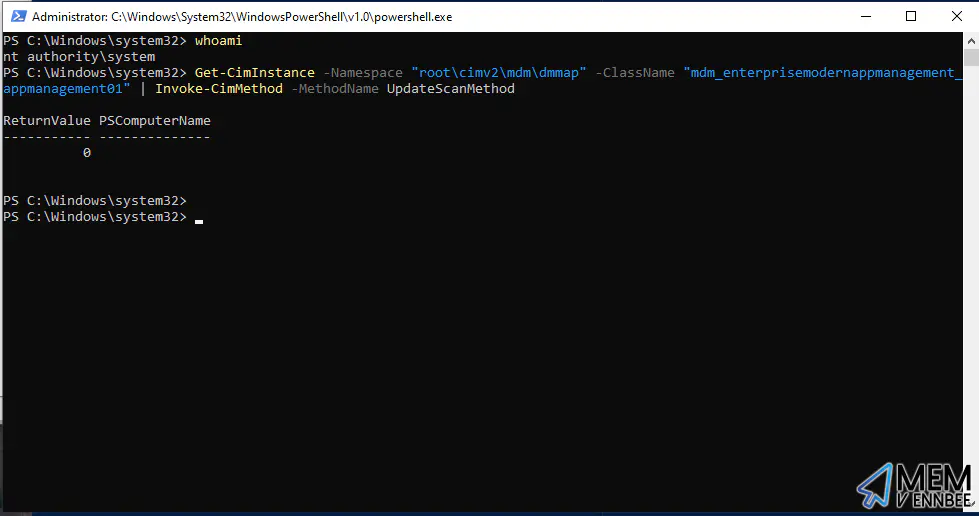 Administrator: C:\Windows\System32\WindowsPowerShell\v1.0\powershell.exe
PS C:\Windows\system32> whoami
nt authority\system
PS C:\Windows\system32> Get-CimInstance -Namespace "root\cimv2\mdm\dmmap" -ClassName "mdm_enterprisemodernappmanagement_
appmanagement01" | Invoke-CimMethod -MethodName UpdateScanMethod
ReturnValue PSComputerName
----------- --------------
0
PS C:\Windows\system32>
PS C:\Windows\system32>
MEM
VENNBEE